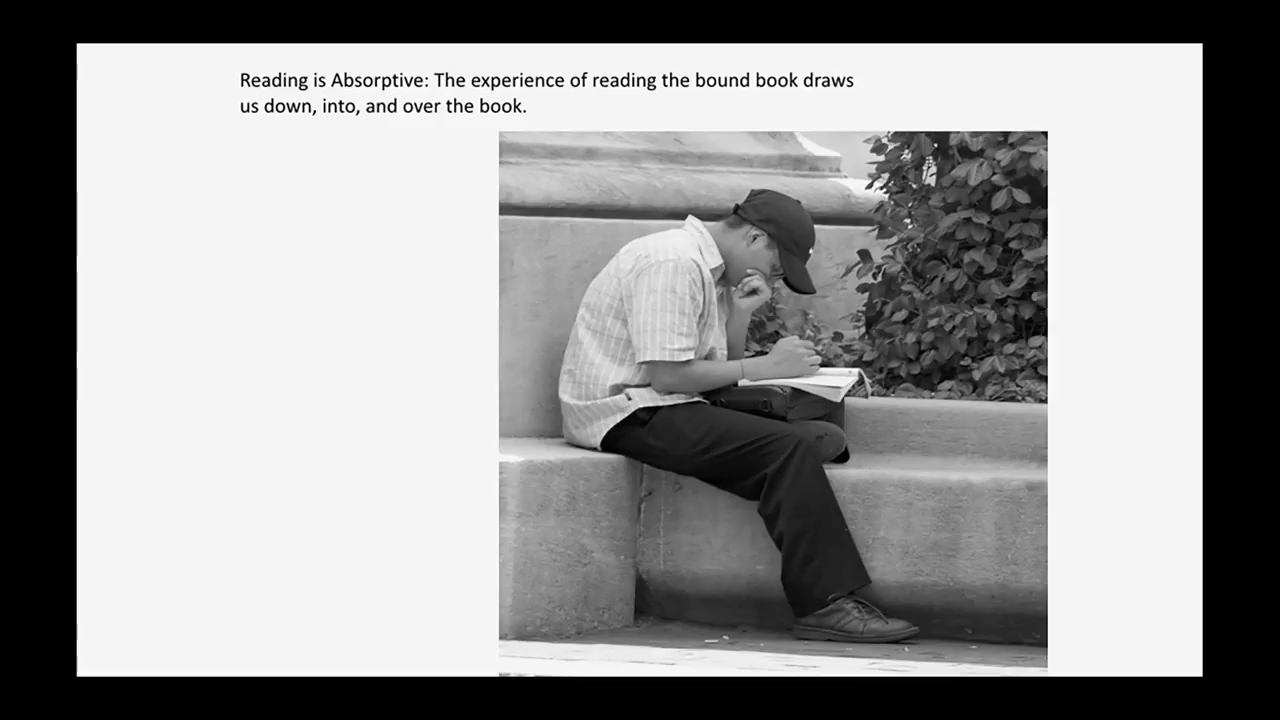 Reading is Absorptive: The experience of reading the bound book draws
us down, into, and over the book.